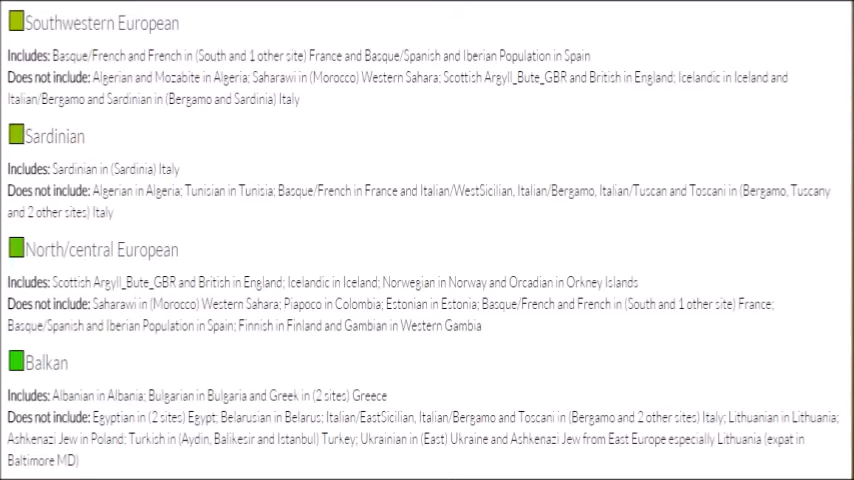 Southwestern European
Includes: Basque/French and French in (South and 1 other site) France and Basque/Spanish and Iberian Population in Spain
Does not include: Algerian and Mozabite in Algeria; Saharawi in (Morocco) Western Sahara; Scottish Argyll_Bute_GBR and British in England; Icelandic in Iceland and
Italian/Bergamo and Sardinian in (Bergamo and Sardinia) Italy
Sardinian
Includes: Sardinian in (Sardinia) Italy
Does not include: Algerian in Algeria; Tunisian in Tunisia; Basque/French in France and Italian/WestSicilian, Italian/Bergamo, Italian/Tuscan and Toscani in (Bergamo, Tuscany
and 2 other sites) Italy
North/central European
Includes: Scottish Argyll_Bute_GBR and British in England; Icelandic in Iceland; Norwegian in Norway and Orcadian in Orkney Islands
Does not include: Saharawi in (Morocco) Western Sahara; Piapoco in Colombia; Estonian in Estonia; Basque/French and French in (South and 1 other site) France;
Basque/Spanish and Iberian Population in Spain; Finnish in Finland and Gambian in Western Gambia
Balkan
Includes: Albanian in Albania; Bulgarian in Bulgaria and Greek in (2 sites) Greece
Does not include: Egyptian in (2 sites) Egypt; Belarusian in Belarus; Italian/EastSicilian, Italian/Bergamo and Toscani in (Bergamo and 2 other sites) Italy; Lithuanian in Lithuania;
Ashkenazi Jew in Poland; Turkish in (Aydin, Balikesir and Istanbul) Turkey; Ukrainian in (East) Ukraine and Ashkenazi Jew from East Europe especially Lithuania (expat in
Baltimore MD)